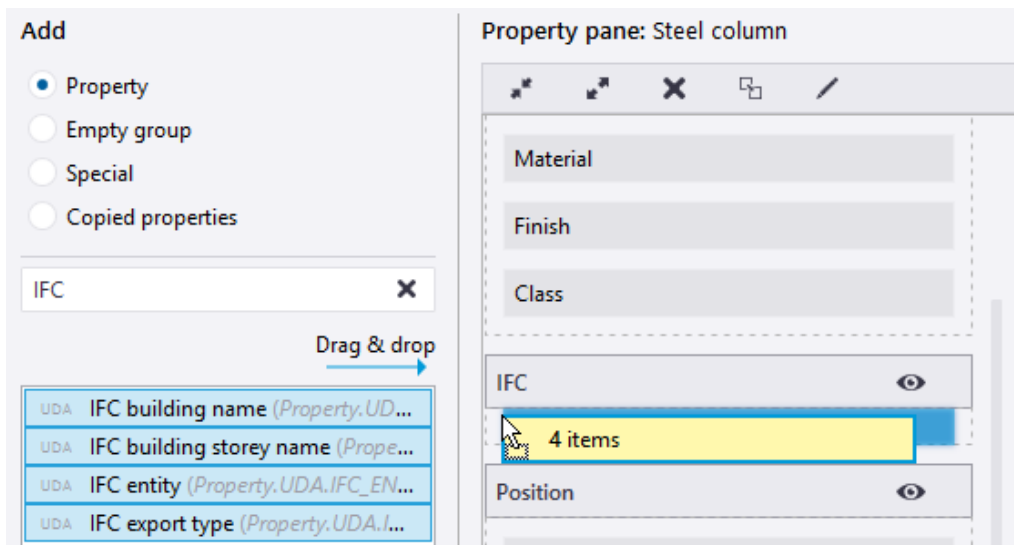 Add
Property
Empty group
Special
Copied properties
IFC
Drag & drop
UDA IFC building name (Property.UD...
UDA IFC building storey name (Prope...
UDA IFC entity (Property.UDA.IFC_EN...
UDA IFC export type (Property.UDA.I...
Property pane: Steel column
Material
Finish
Class
IFC
4 items
Position